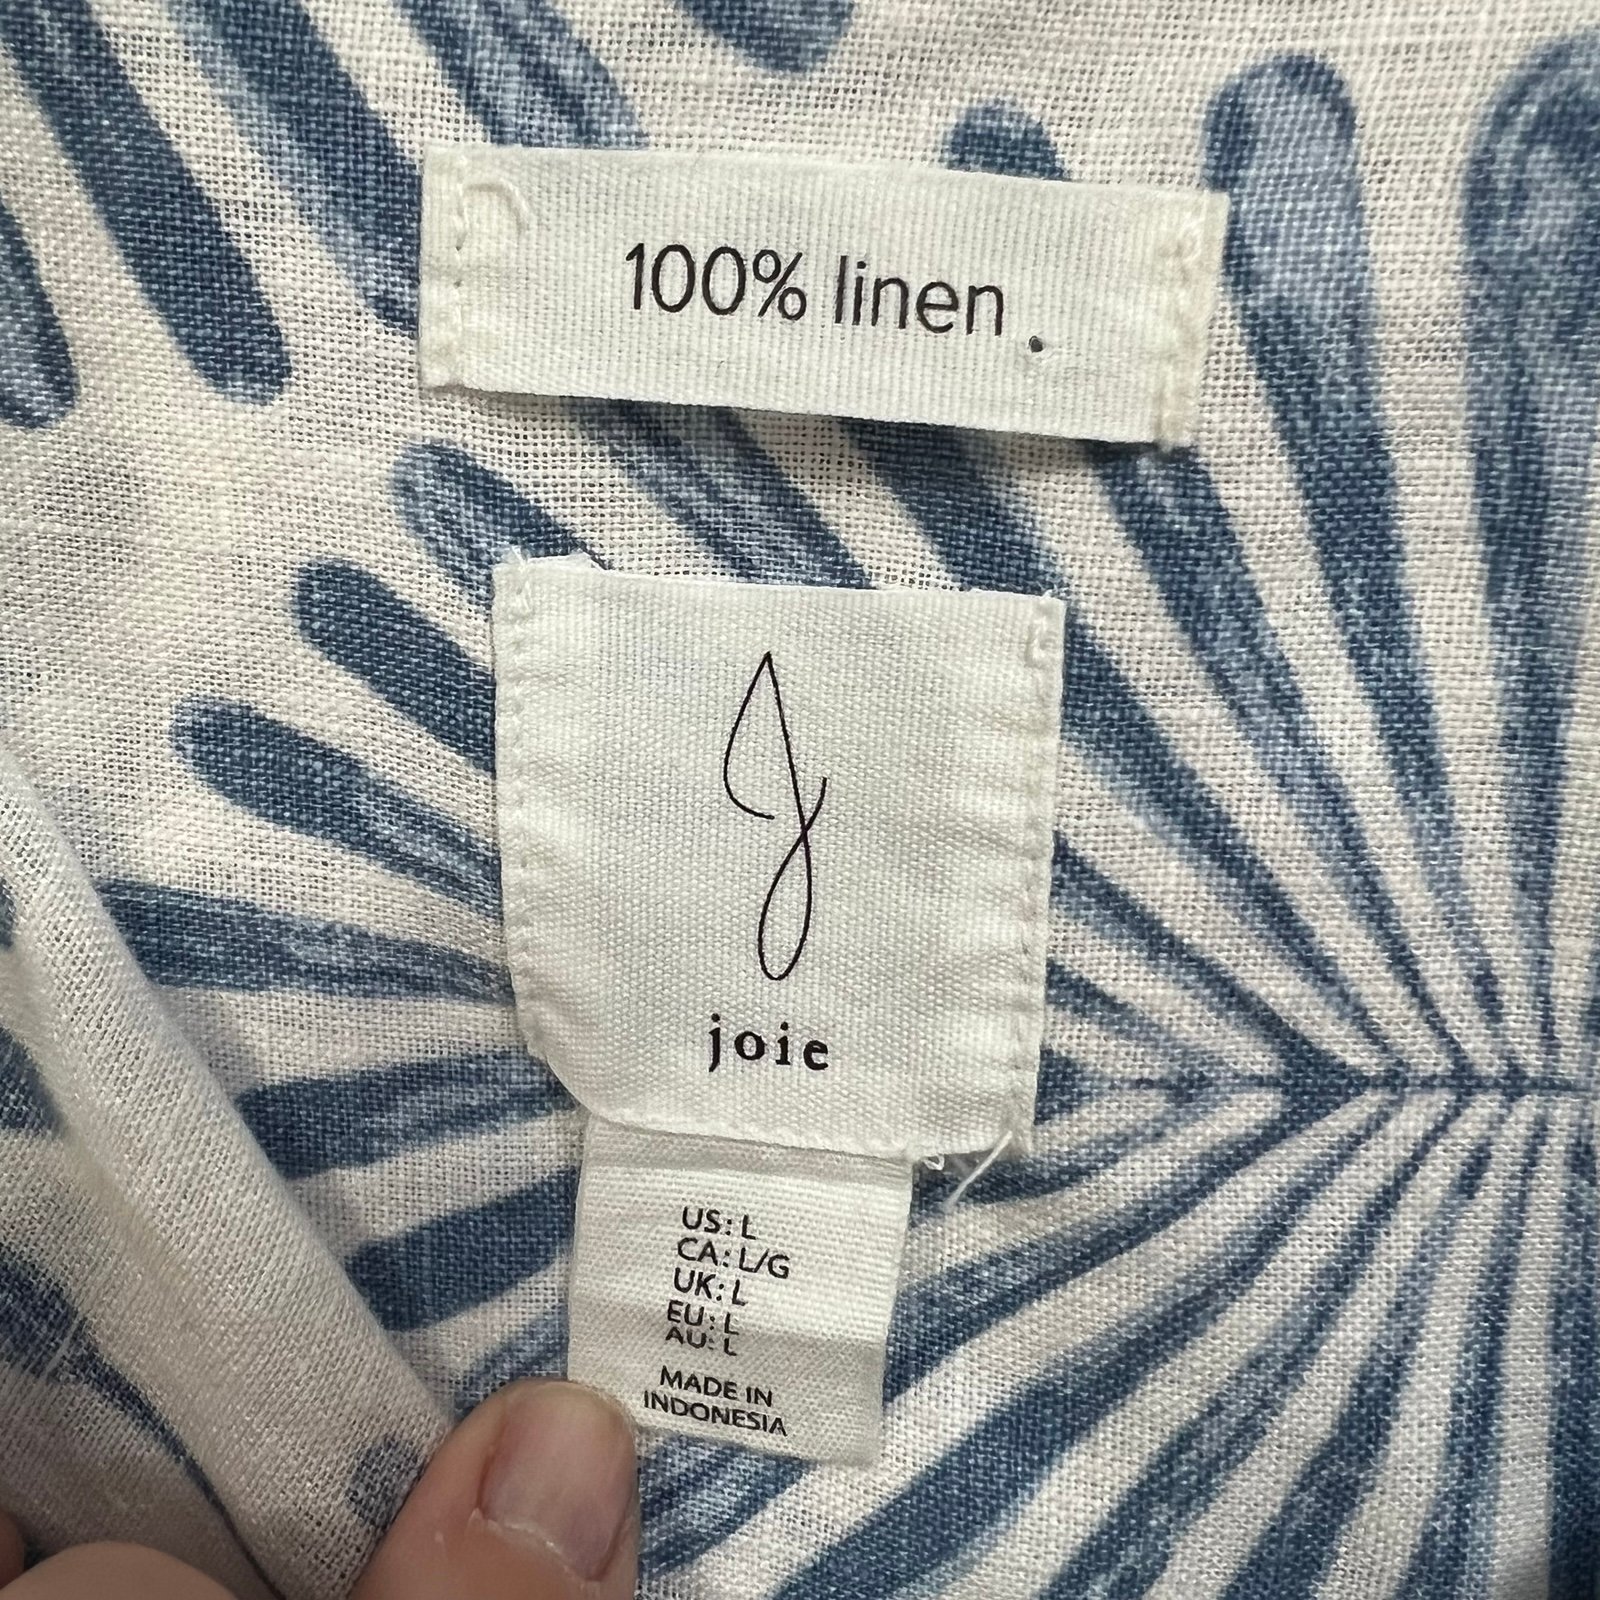 100% linen.
joie
US: L
CA: L/G
UK: L
EU: L
AU: L
MADE IN
INDONESIA